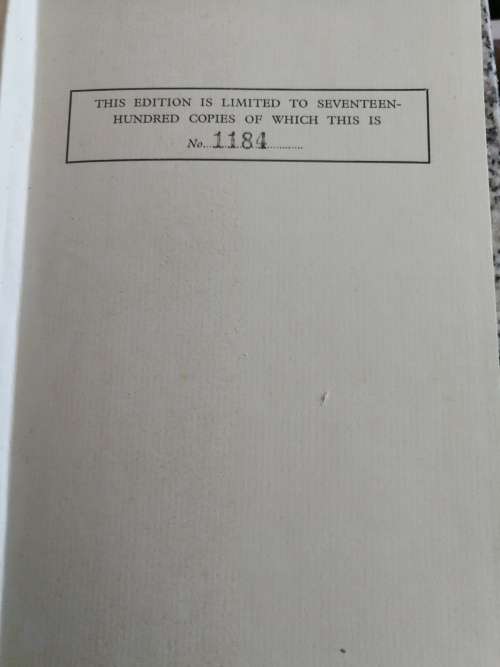 THIS EDITION IS LIMITED TO SEVENTEEN-
HUNDRED COPIES OF WHICH THIS IS
No....1184............